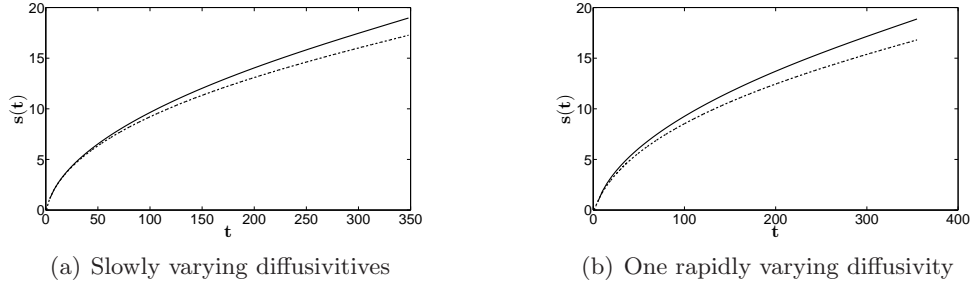 20
15
10
5
0
s(t)
0 50 100 150 200 250 300 350
t
(a) Slowly varying diffusivitives
20
15
10
5
0
s(t)
0 100 200 300 400
t
(b) One rapidly varying diffusivity